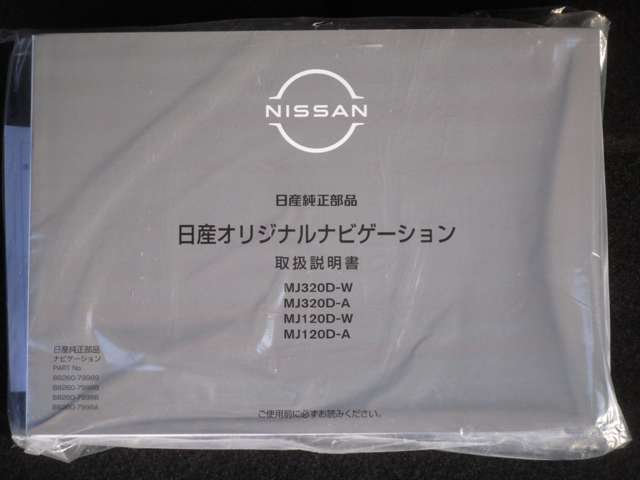 NISSAN
日産純正部品
日産オリジナルナビゲーション
取扱説明書
MJ320D-W
MJ320D-A
MJ120D-W
MJ120D-A
日産純正部品
ナビゲーション
PART No.
ご使用前に必ずお読みください。